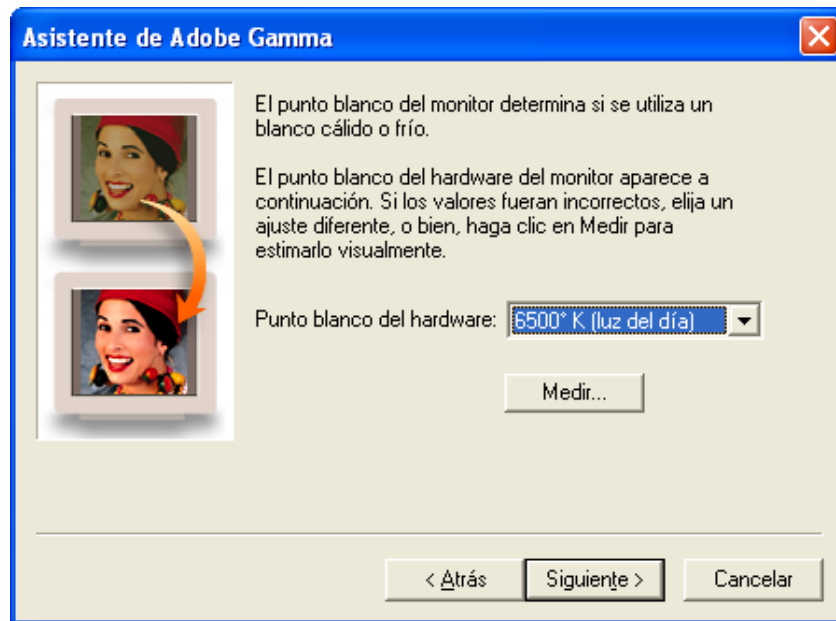 Asistente de Adobe Gamma
El punto blanco del monitor determina si se utiliza un
blanco cálido o frío.
El punto blanco del hardware del monitor aparece a
continuación. Si los valores fueran incorrectos, elija un
ajuste diferente, o bien, haga clic en Medir para
estimarlo visualmente.
Punto blanco del hardware: 6500° K (luz del día)
Medir...
< Atrás Siguiente > Cancelar